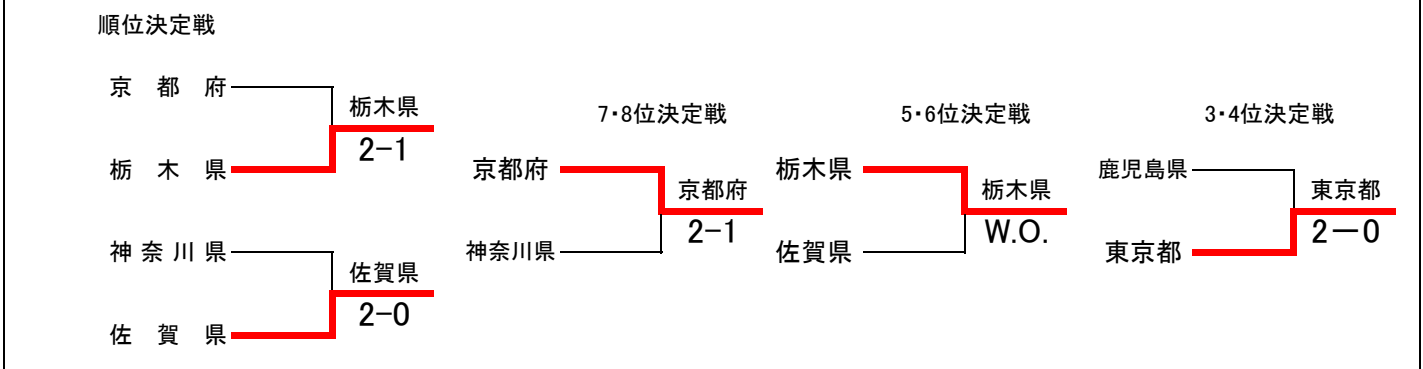 順位決定戦
京都府
栃木県
2-1
栃木県
神奈川県
佐賀県
2-0
佐賀県
7・8位決定戦
京都府
京都府
2-1
神奈川県
5・6位決定戦
栃木県
栃木県
W.O.
佐賀県
3・4位決定戦
鹿児島県
東京都
2－0
東京都